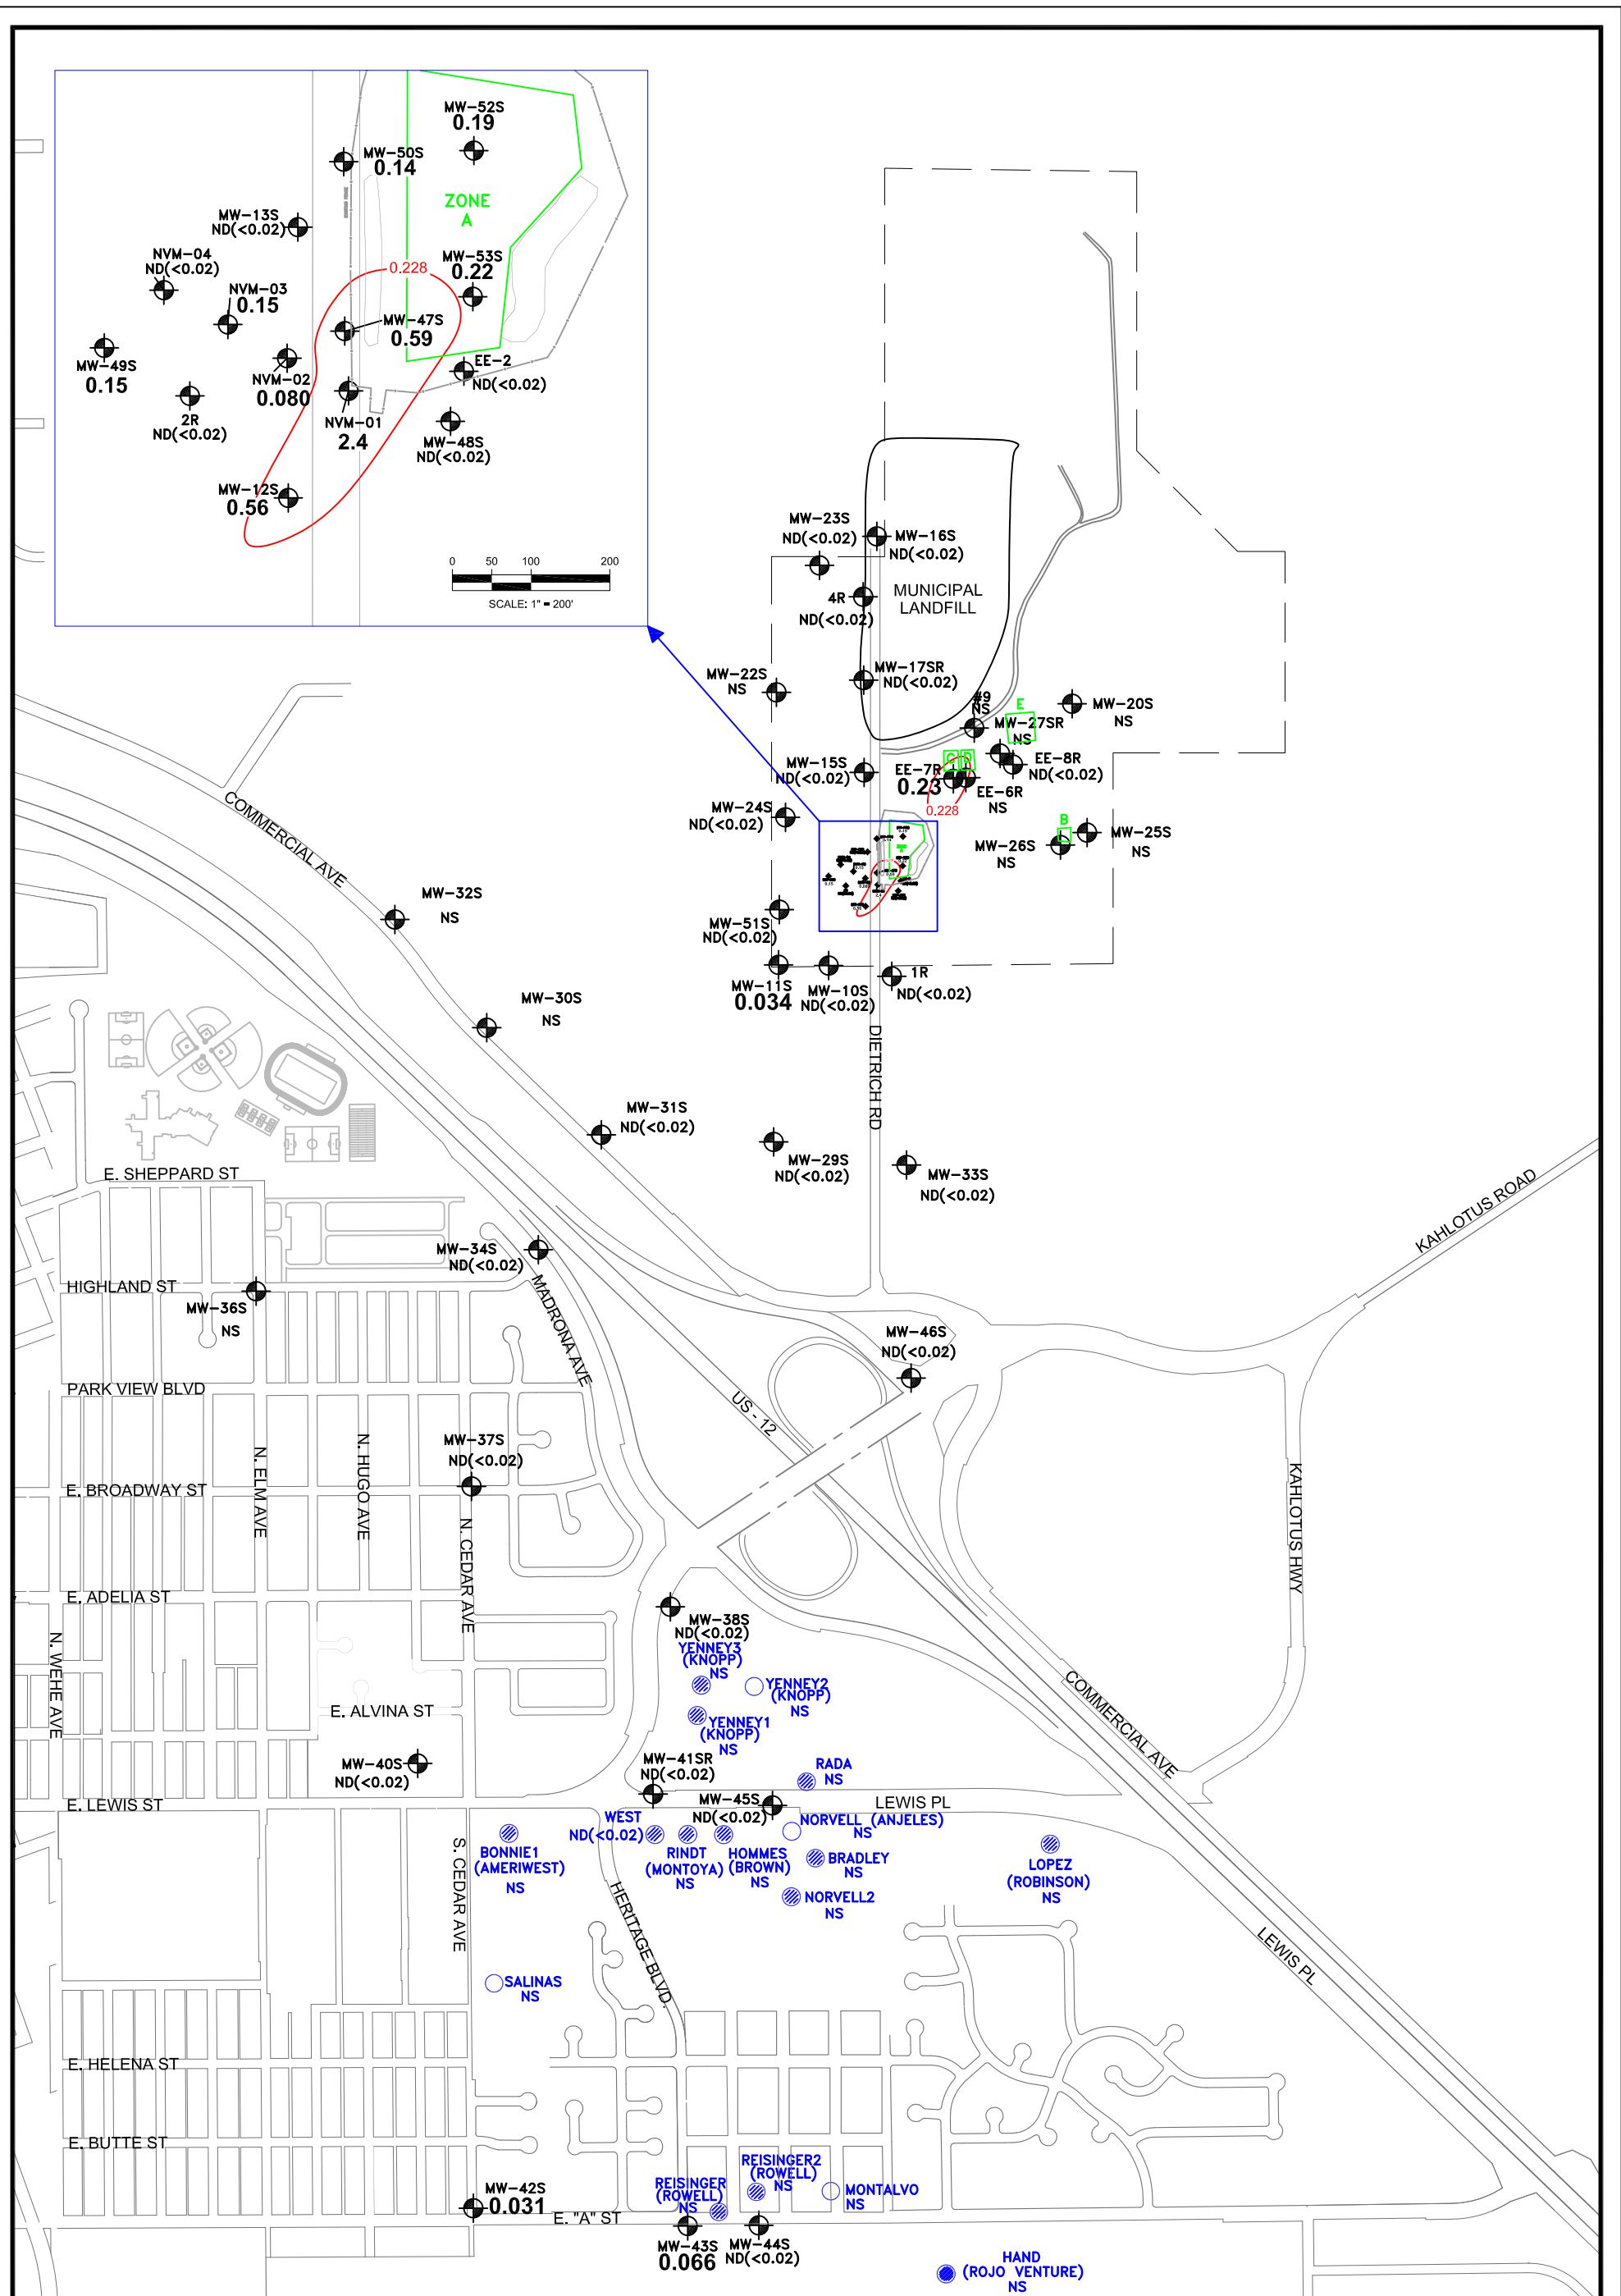 MW-52S
0.19
MW-50S
0.14
ZONE
A
MW-13S
ND(<0.02)
NVM-04
ND(<0.02)
NVM-03
0.15
0.228
MW-53S
0.22
MW-47S
0.59
MW-49S
0.15
NVM-02
0.080
EE-2
ND(<0.02)
2R
ND(<0.02)
NVM-01
2.4
MW-48S
ND(<0.02)
MW-12S
0.56
0 50 100 200
SCALE: 1" = 200'
MW-23S
ND(<0.02)
MW-16S
ND(<0.02)
4R
ND(<0.02)
MUNICIPAL
LANDFILL
MW-22S
NS
MW-17SR
ND(<0.02)
#9
NS
E
MW-20S
NS
MW-27SR
NS
MW-15S
ND(<0.02)
C D
EE-7R
0.23
EE-8R
ND(<0.02)
EE-6R
NS
0.228
MW-24S
ND(<0.02)
B
MW-25S
NS
MW-26S
NS
MW-32S
NS
COMMERCIAL AVE
MW-51S
ND(<0.02)
MW-11S
0.034
MW-10S
ND(<0.02)
1R
ND(<0.02)
MW-30S
NS
DIETRICH RD
MW-31S
ND(<0.02)
MW-29S
ND(<0.02)
MW-33S
ND(<0.02)
E. SHEPPARD ST
KAHLOTUS ROAD
MW-34S
ND(<0.02)
HIGHLAND ST
MW-36S
NS
MADRONA AVE
MW-46S
ND(<0.02)
PARK VIEW BLVD
US - 12
MW-37S
ND(<0.02)
E. BROADWAY ST
N. ELM AVE
N. HUGO AVE
N. CEDAR AVE
KAHLOTUS HWY
E. ADELIA ST
N. WEHE AVE
MW-38S
ND(<0.02)
YENNEY3
(KNOPP)
NS
YENNEY2
(KNOPP)
NS
YENNEY1
(KNOPP)
NS
COMMERCIAL AVE
E. ALVINA ST
MW-40S
ND(<0.02)
MW-41SR
ND(<0.02)
RADA
NS
E. LEWIS ST
MW-45S
ND(<0.02)
LEWIS PL
WEST
ND(<0.02)
NORVELL (ANJELES)
NS
BONNIE1
(AMERIWEST)
NS
RINDT
(MONTOYA)
NS
HOMMES
(BROWN)
NS
BRADLEY
NS
LOPEZ
(ROBINSON)
NS
NORVELL2
NS
S. CEDAR AVE
HERITAGE BLVD.
LEWIS PL
SALINAS
NS
E. HELENA ST
E. BUTTE ST
REISINGER2
(ROWELL)
NS
REISINGER
(ROWELL)
NS
MONTALVO
NS
MW-42S
0.031
E. "A" ST
MW-43S
0.066
MW-44S
ND(<0.02)
HAND
(ROJO VENTURE)
NS